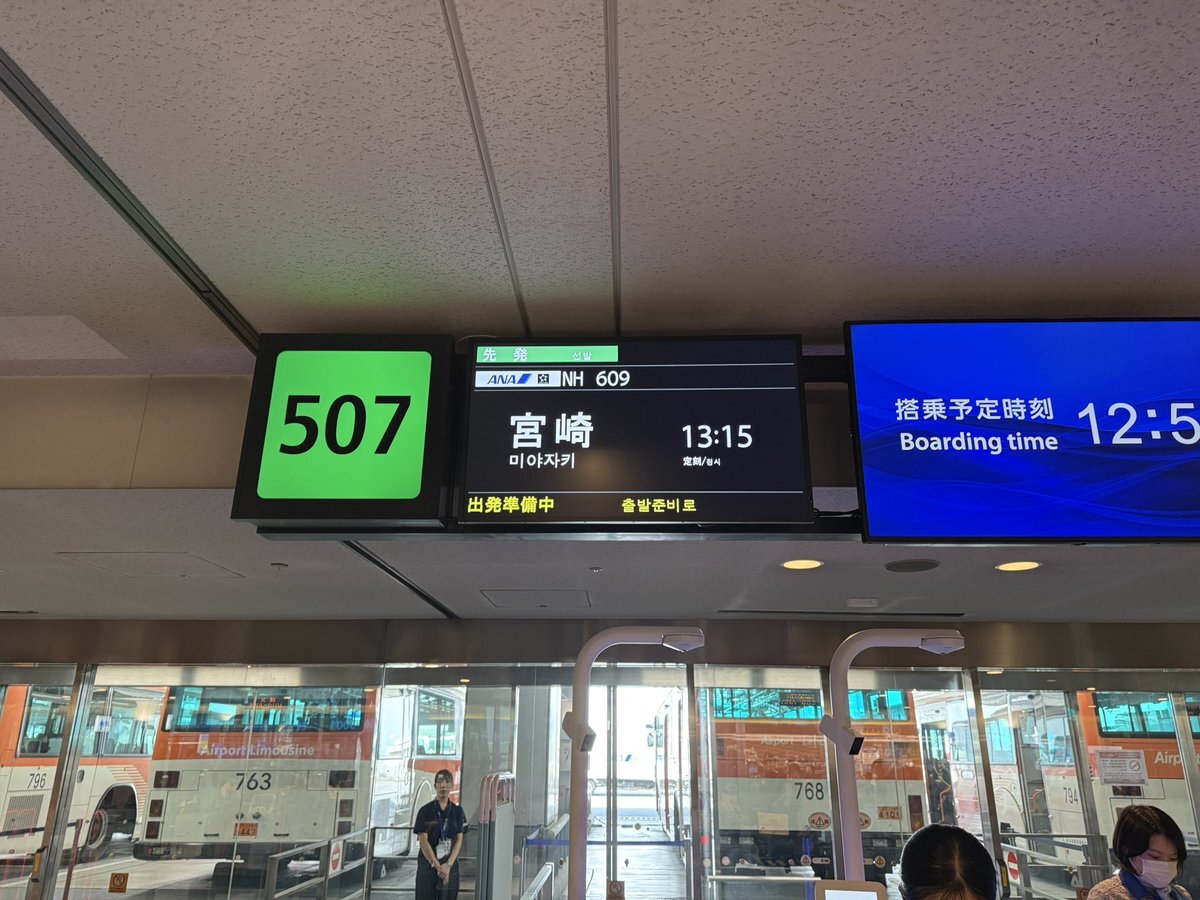 507
先発 선발
ANA NH 609
宮崎 13:15
미야자키 定刻/정시
出発準備中 출발준비로
搭乗予定時刻 12:5
Boarding time
Airport Limousine
796
763
768
794